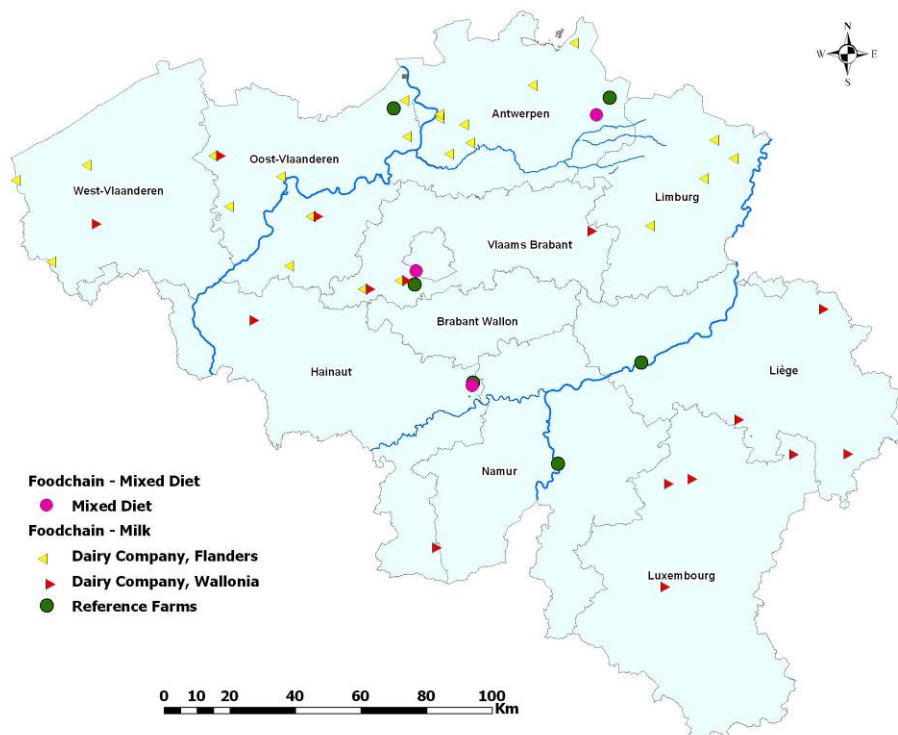 N
W E
S
Antwerpen
Oost-Vlaanderen
West-Vlaanderen
Limburg
Vlaams Brabant
Brabant Wallon
Hainaut
Liège
Namur
Luxembourg
Foodchain - Mixed Diet
Mixed Diet
Foodchain - Milk
Dairy Company, Flanders
Dairy Company, Wallonia
Reference Farms
0 10 20 40 60 80 100
Km